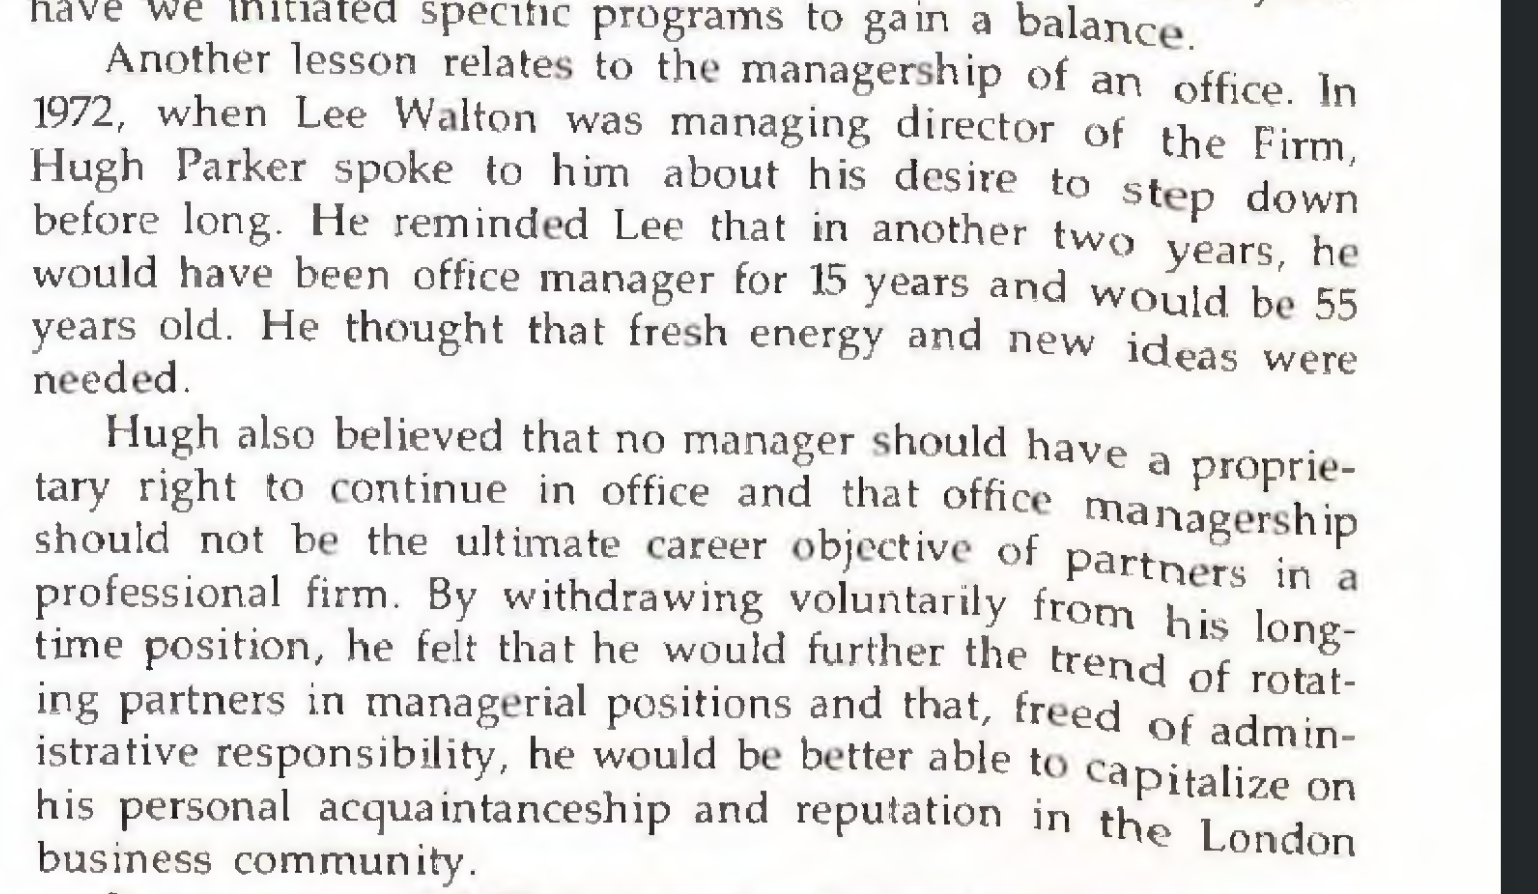 have we initiated specific programs to gain a balance.
Another lesson relates to the managership of an office. In
1972, when Lee Walton was managing director of the Firm,
Hugh Parker spoke to him about his desire to step down
before long. He reminded Lee that in another two years, he
would have been office manager for 15 years and would be 55
years old. He thought that fresh energy and new ideas were
needed.
Hugh also believed that no manager should have a proprie-
tary right to continue in office and that office managership
should not be the ultimate career objective of partners in a
professional firm. By withdrawing voluntarily from his long-
time position, he felt that he would further the trend of rotat-
ing partners in managerial positions and that, freed of admin-
istrative responsibility, he would be better able to capitalize on
his personal acquaintanceship and reputation in the London
business community.